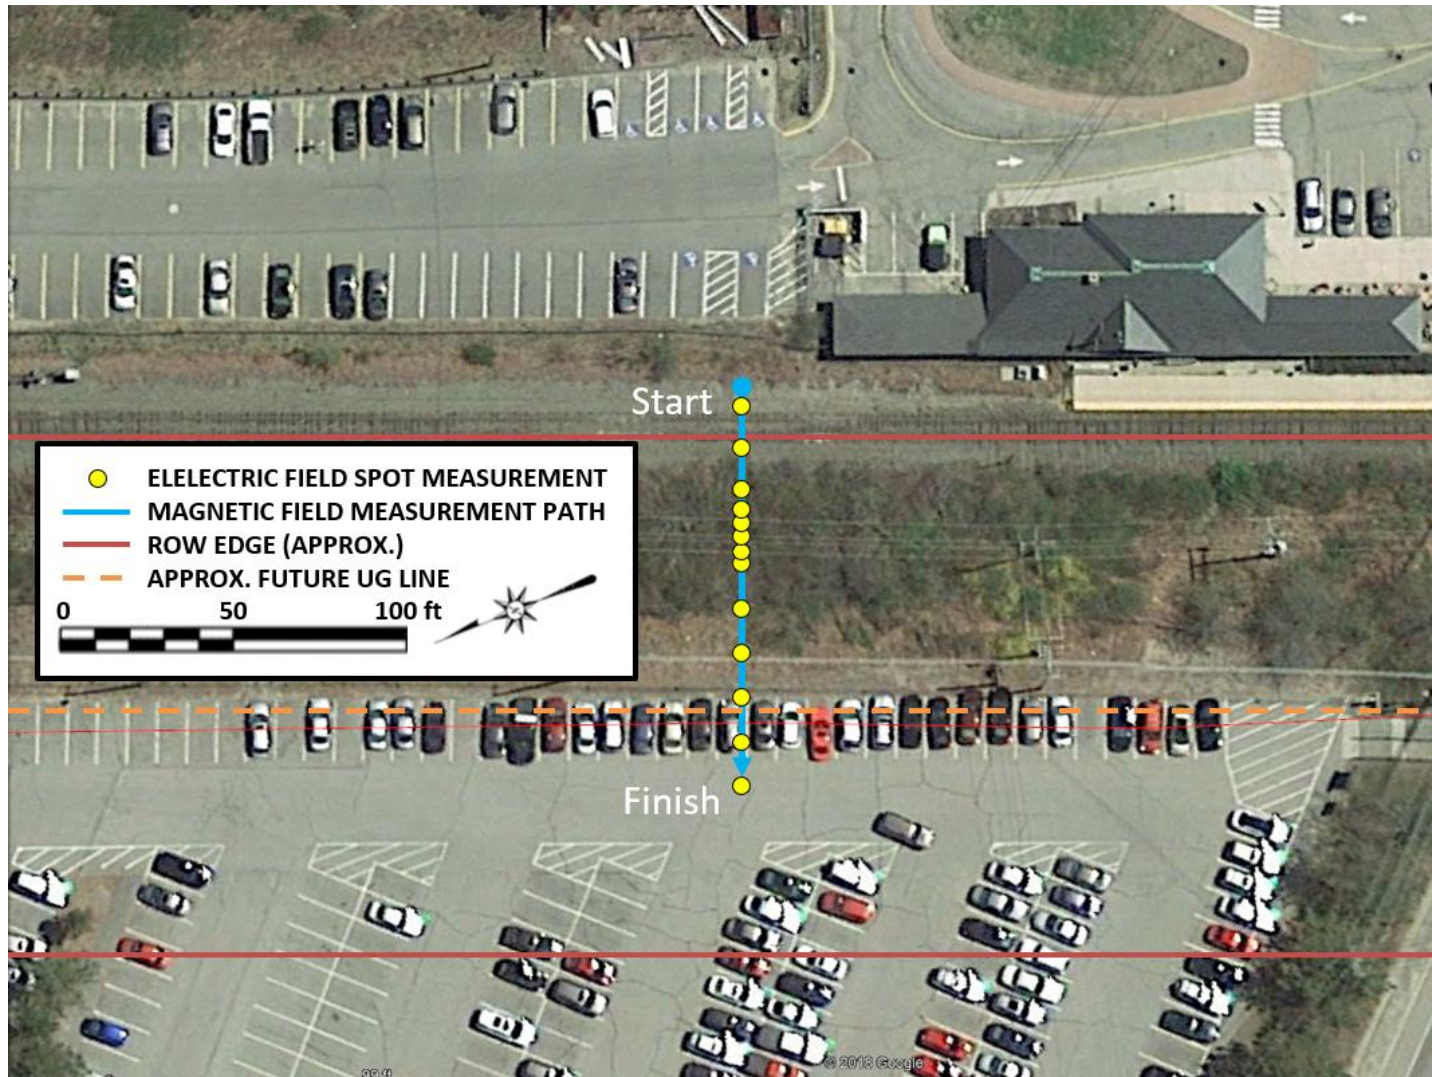 Start
ELELECTRIC FIELD SPOT MEASUREMENT
MAGNETIC FIELD MEASUREMENT PATH
ROW EDGE (APPROX.)
APPROX. FUTURE UG LINE
0 50 100 ft
Finish
© 2018 Google